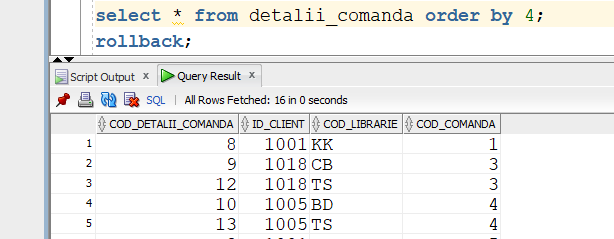 select * from detalii_comanda order by 4;
rollback;
Script Output x Query Result x
SQL | All Rows Fetched: 16 in 0 seconds
COD_DETALII_COMANDA ID_CLIENT COD_LIBRARIE COD_COMANDA
1 8 1001 KK 1
2 9 1018 CB 3
3 12 1018 TS 3
4 10 1005 BD 4
5 13 1005 TS 4